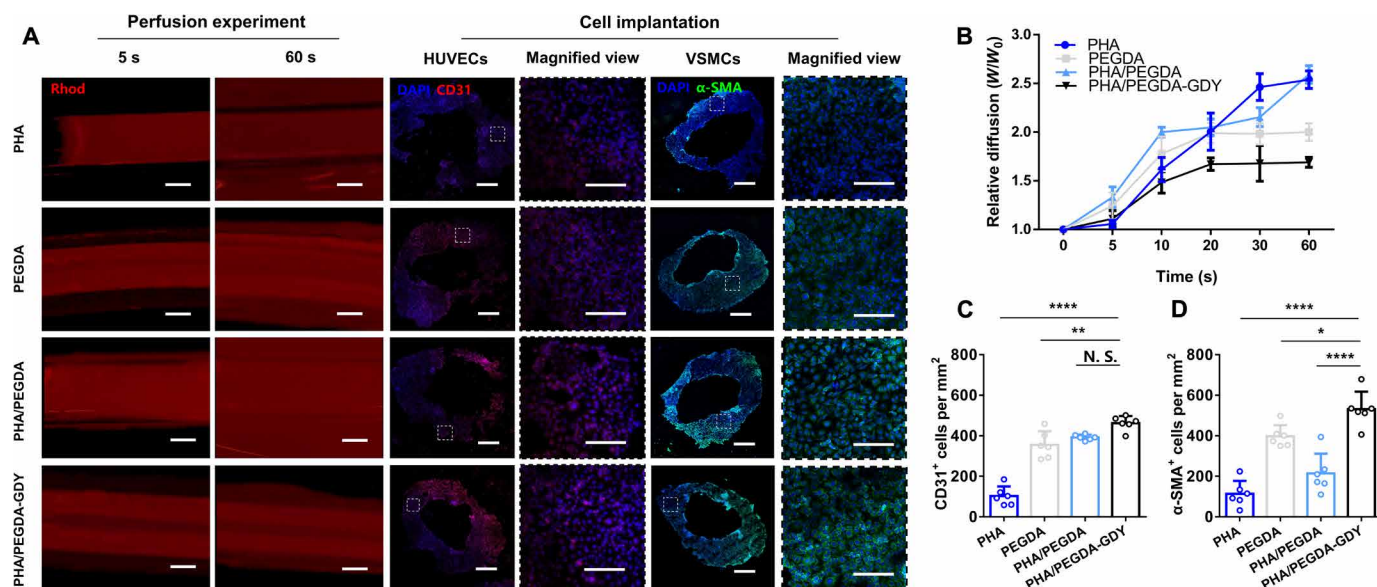 A
Perfusion experiment
Cell implantation
5 s
60 s
HUVECs
Magnified view
VSMCs
Magnified view
Rhod
DAPI CD31
DAPI α-SMA
PHA
PEGDA
PHA/PEGDA
PHA/PEGDA-GDY
B
PHA
PEGDA
PHA/PEGDA
PHA/PEGDA-GDY
Relative diffusion (W/W₀)
3.0
2.5
2.0
1.5
1.0
0 5 10 20 30 60
Time (s)
C
****
**
N. S.
CD31⁺ cells per mm²
800
600
400
200
0
PHA
PEGDA
PHA/PEGDA
PHA/PEGDA-GDY
D
****
*
****
α-SMA⁺ cells per mm²
800
600
400
200
0
PHA
PEGDA
PHA/PEGDA
PHA/PEGDA-GDY